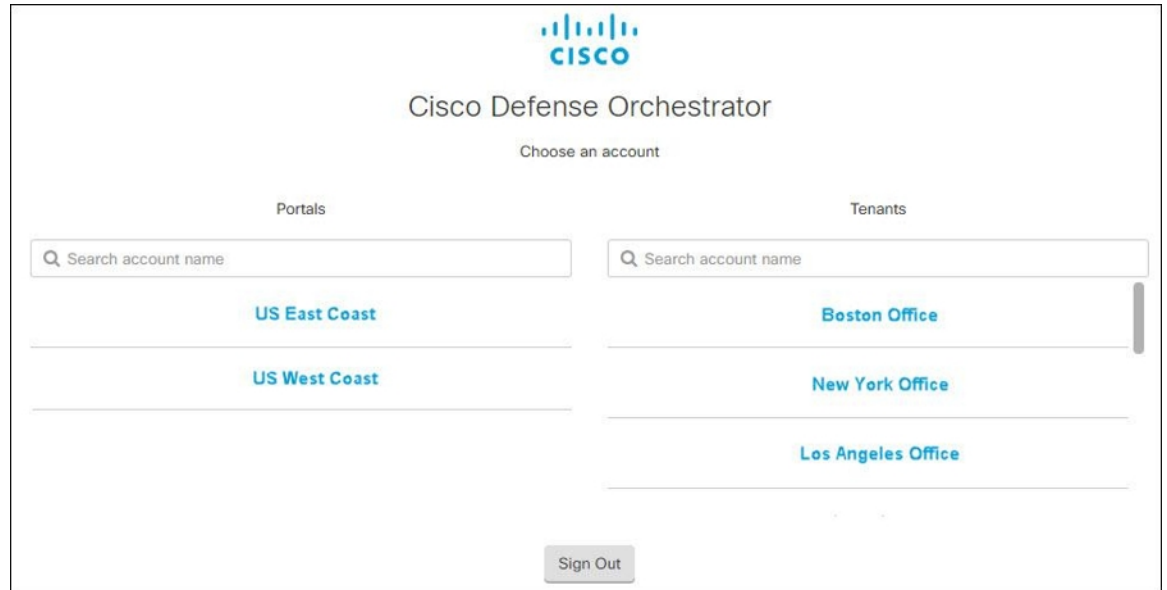 CISCO
Cisco Defense Orchestrator
Choose an account
Portals
Tenants
Search account name
Search account name
US East Coast
Boston Office
US West Coast
New York Office
Los Angeles Office
Sign Out